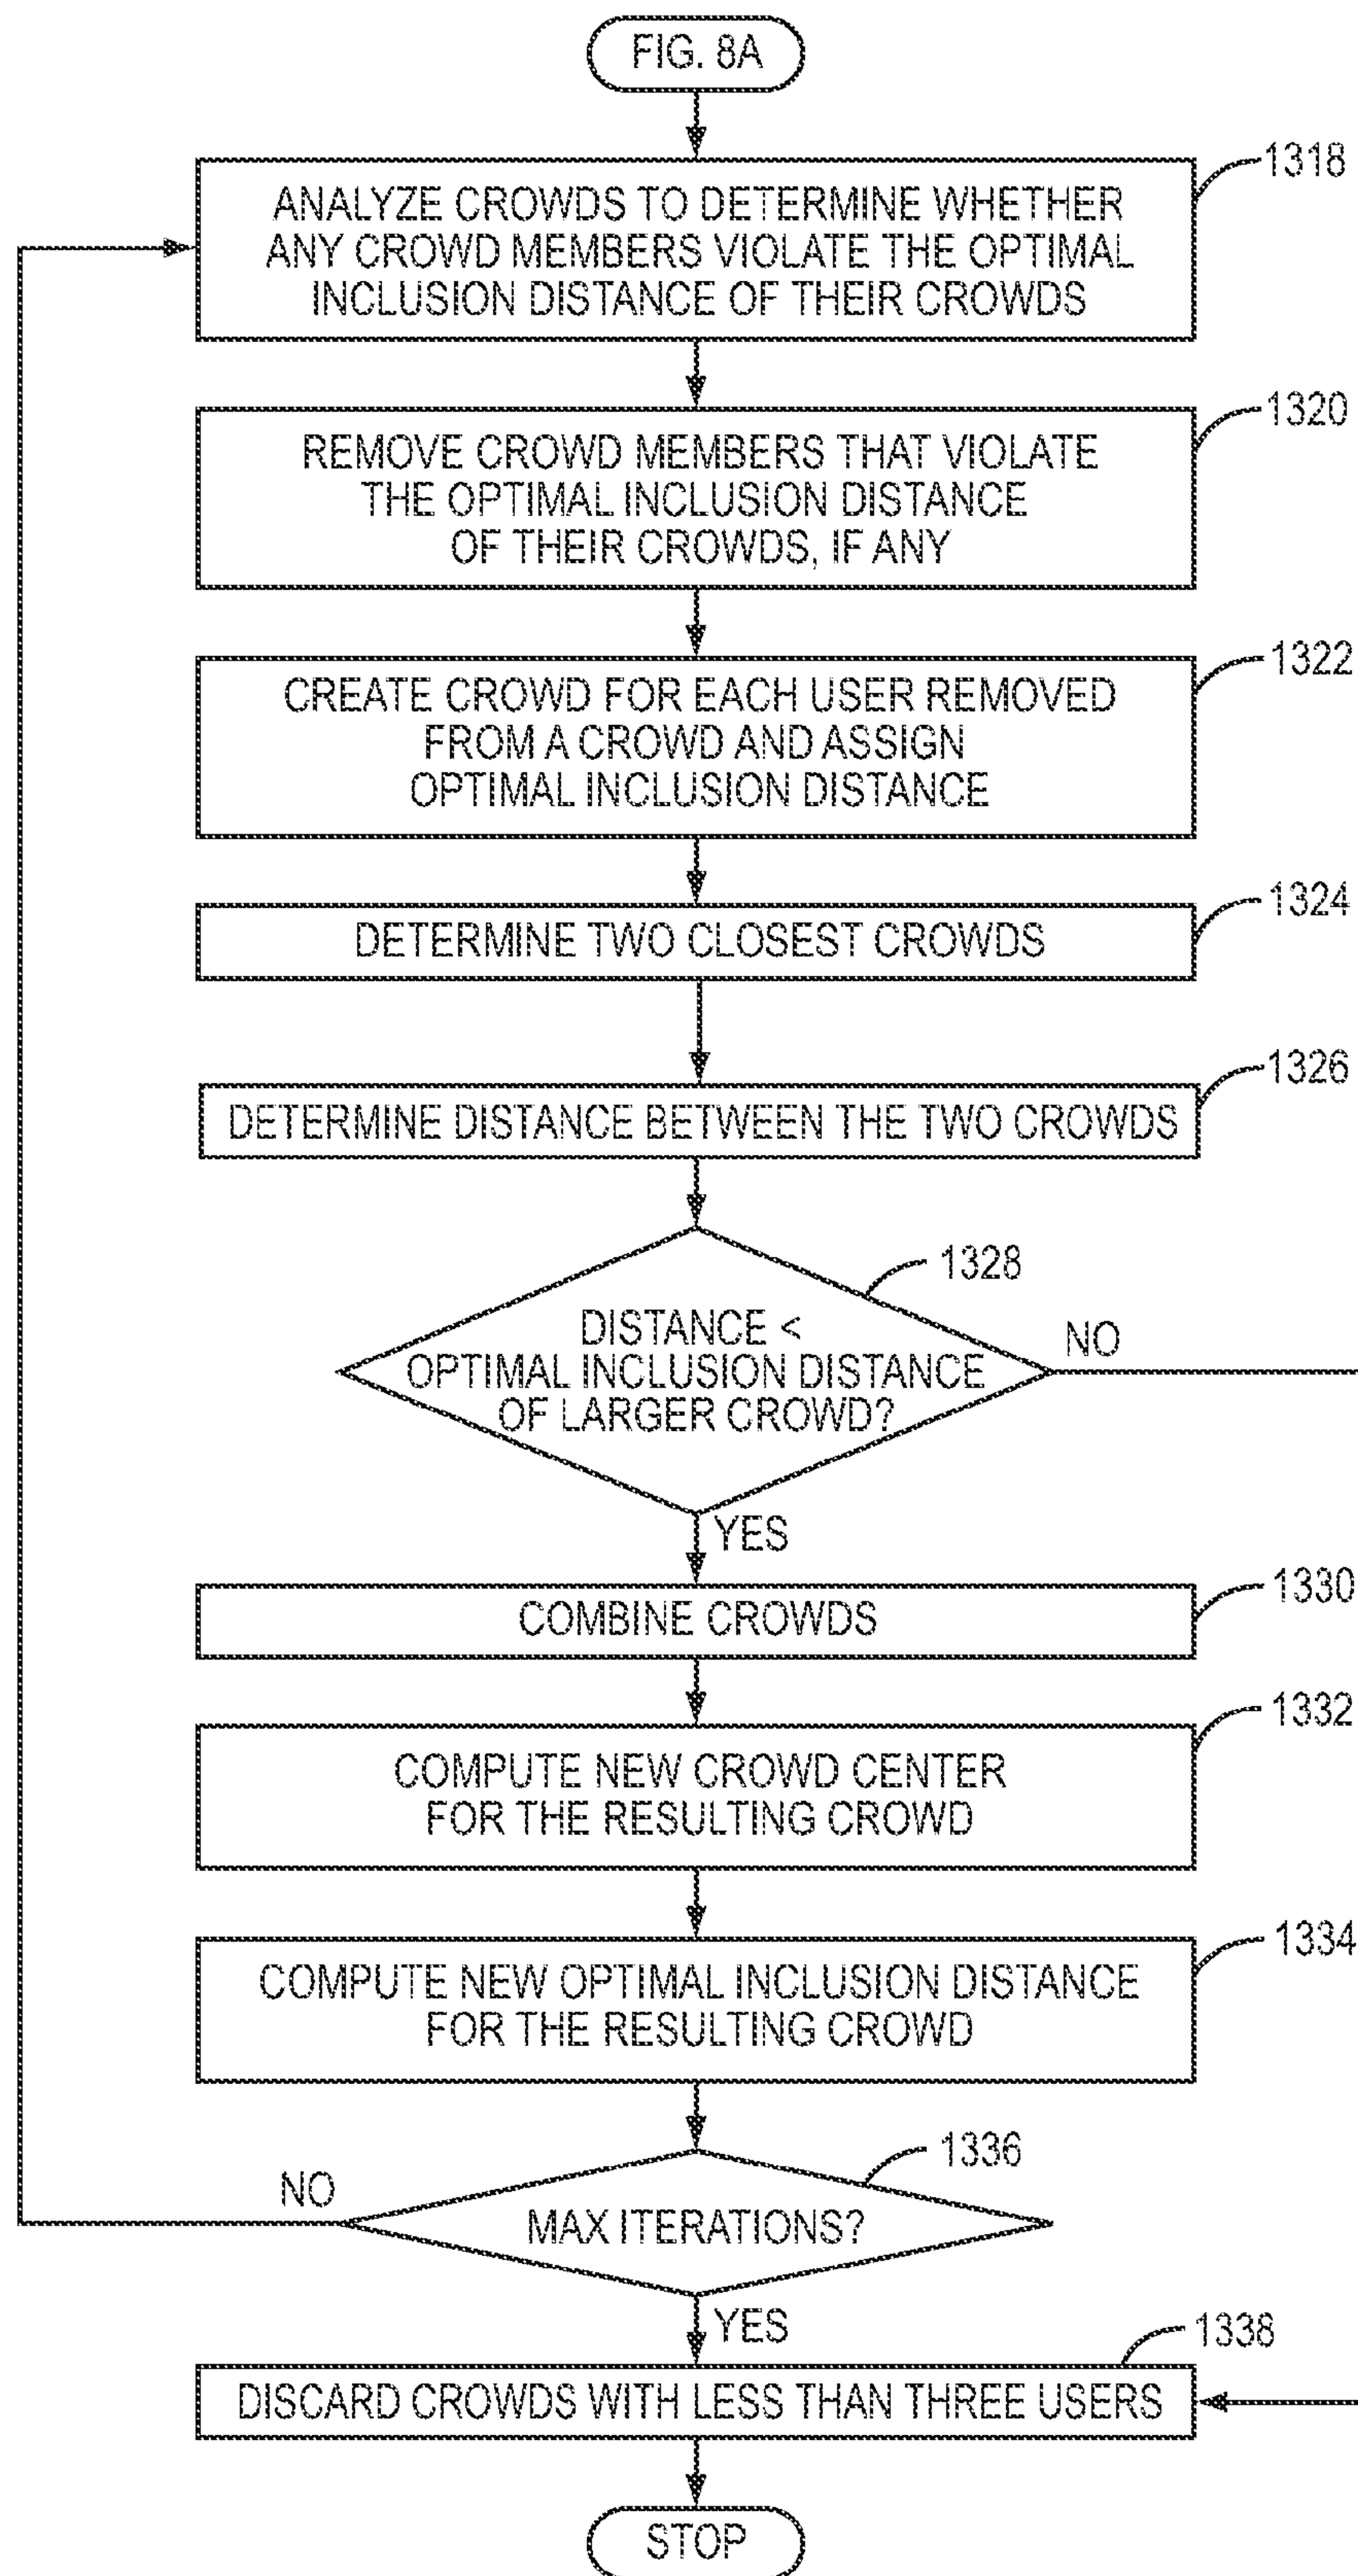 FIG. 8A
1318
ANALYZE CROWDS TO DETERMINE WHETHER
ANY CROWD MEMBERS VIOLATE THE OPTIMAL
INCLUSION DISTANCE OF THEIR CROWDS
1320
REMOVE CROWD MEMBERS THAT VIOLATE
THE OPTIMAL INCLUSION DISTANCE
OF THEIR CROWDS, IF ANY
1322
CREATE CROWD FOR EACH USER REMOVED
FROM A CROWD AND ASSIGN
OPTIMAL INCLUSION DISTANCE
1324
DETERMINE TWO CLOSEST CROWDS
1326
DETERMINE DISTANCE BETWEEN THE TWO CROWDS
1328
DISTANCE <
OPTIMAL INCLUSION DISTANCE
OF LARGER CROWD?
NO
YES
1330
COMBINE CROWDS
1332
COMPUTE NEW CROWD CENTER
FOR THE RESULTING CROWD
1334
COMPUTE NEW OPTIMAL INCLUSION DISTANCE
FOR THE RESULTING CROWD
1336
NO
MAX ITERATIONS?
YES
1338
DISCARD CROWDS WITH LESS THAN THREE USERS
STOP